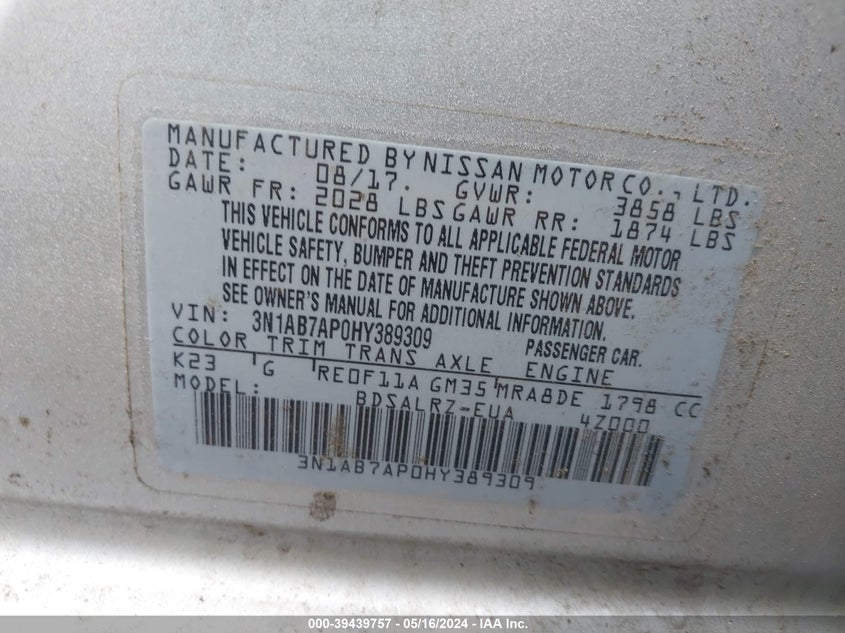 MANUFACTURED BY NISSAN MOTOR CO., LTD.
DATE: 08/17. GVWR: 3858 LBS
GAWR FR: 2028 LBS GAWR RR: 1874 LBS
THIS VEHICLE CONFORMS TO ALL APPLICABLE FEDERAL MOTOR
VEHICLE SAFETY, BUMPER AND THEFT PREVENTION STANDARDS
IN EFFECT ON THE DATE OF MANUFACTURE SHOWN ABOVE.
SEE OWNER'S MANUAL FOR ADDITIONAL INFORMATION.
VIN: 3N1AB7AP0HY389309 PASSENGER CAR.
COLOR TRIM TRANS AXLE ENGINE
K23 G RE0F11A GM35 MRA8DE 1798 CC
MODEL: BDSALRZ-EUA 4Z000
3N1AB7AP0HY389309
000-39439757 - 05/16/2024 - IAA Inc.